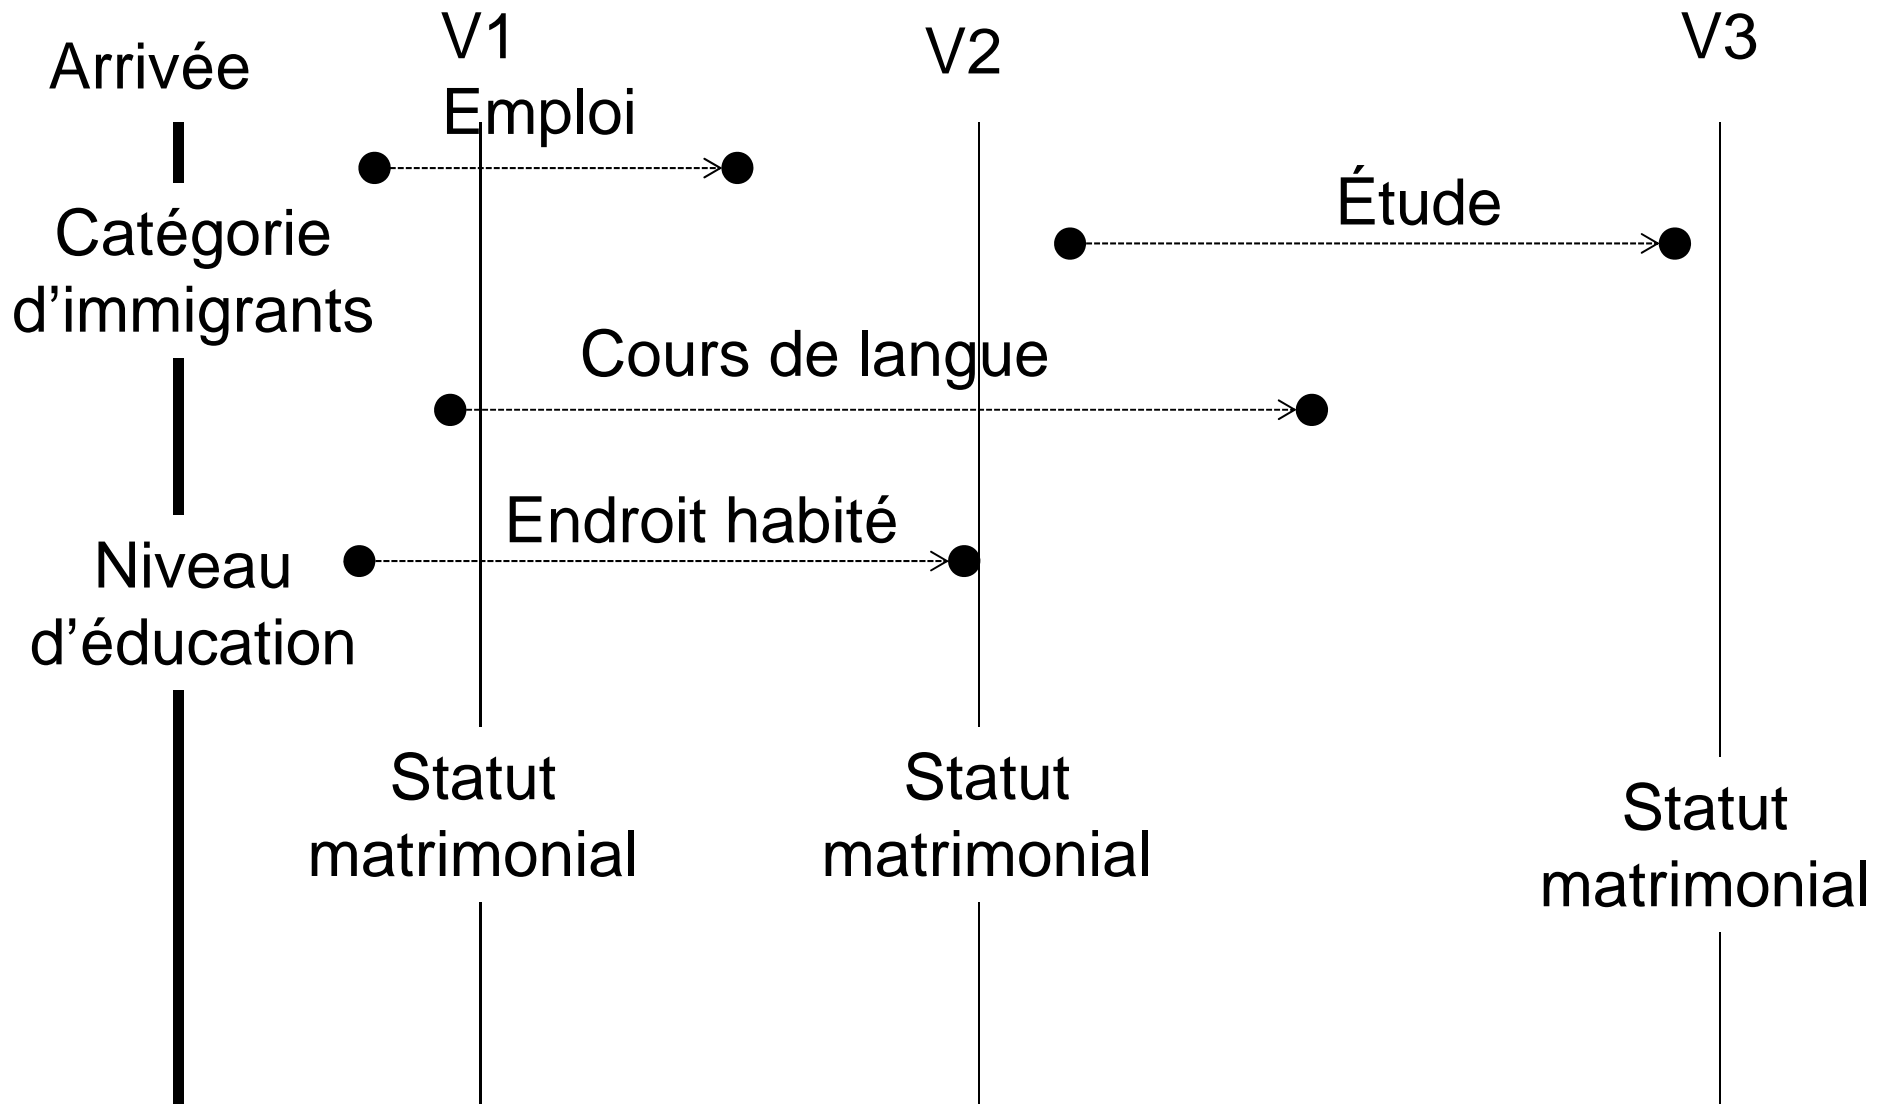 Arrivée
V1
V2
V3
Emploi
Catégorie
d’immigrants
Étude
Cours de langue
Endroit habité
Niveau
d’éducation
Statut
matrimonial
Statut
matrimonial
Statut
matrimonial